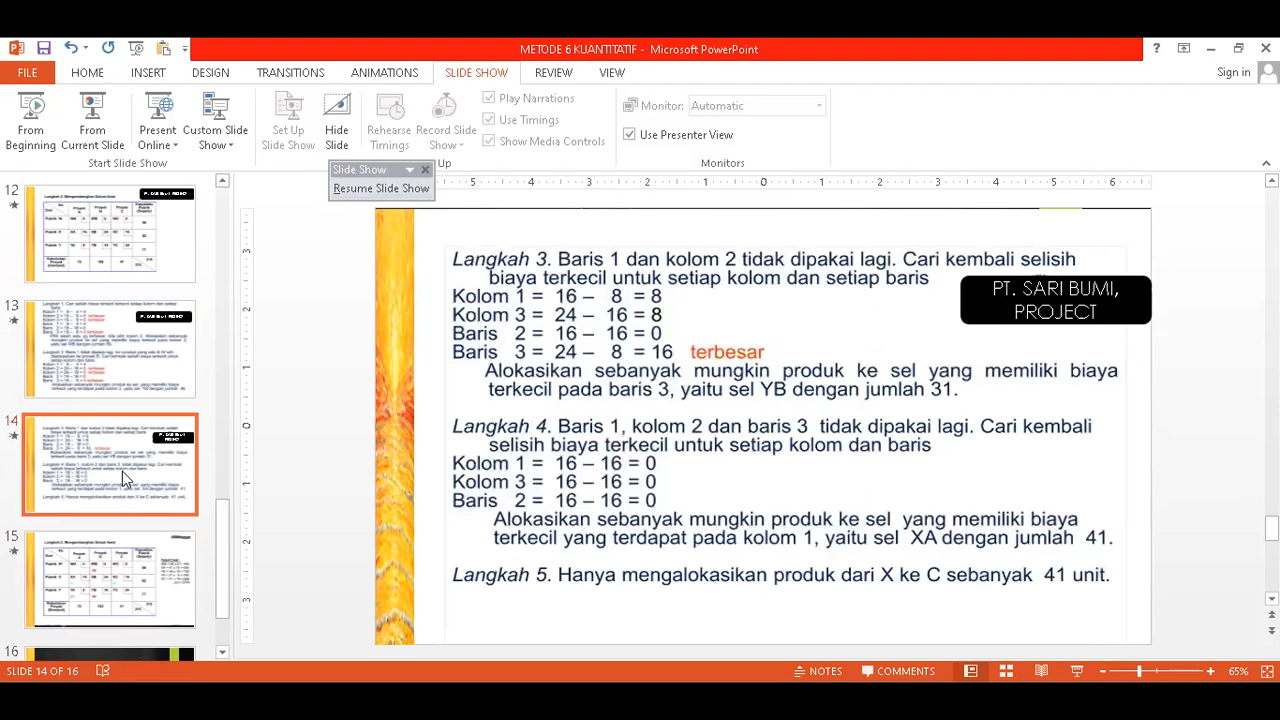 METODE 6 KUANTITATIF - Microsoft PowerPoint
FILE HOME INSERT DESIGN TRANSITIONS ANIMATIONS SLIDE SHOW REVIEW VIEW Sign in
From Beginning
From Current Slide
Present Online
Custom Slide Show
Set Up Slide Show
Hide Slide
Rehearse Timings
Record Slide Show
Play Narrations
Use Timings
Show Media Controls
Monitor: Automatic
Use Presenter View
Start Slide Show
Up
Monitors
Slide Show
Resume Slide Show
12
13
14
15
16
Langkah 3. Baris 1 dan kolom 2 tidak dipakai lagi. Cari kembali selisih
biaya terkecil untuk setiap kolom dan setiap baris
Kolom 1 = 16 – 8 = 8
Kolom 3 = 24 – 16 = 8
Baris 2 = 16 – 16 = 0
Baris 3 = 24 – 8 = 16 terbesar
Alokasikan sebanyak mungkin produk ke sel yang memiliki biaya
terkecil pada baris 3, yaitu sel YB dengan jumlah 31.
PT. SARI BUMI,
PROJECT
Langkah 4. Baris 1, kolom 2 dan baris 3 tidak dipakai lagi. Cari kembali
selisih biaya terkecil untuk setiap kolom dan baris
Kolom 1 = 16 – 16 = 0
Kolom 3 = 16 – 16 = 0
Baris 2 = 16 – 16 = 0
Alokasikan sebanyak mungkin produk ke sel yang memiliki biaya
terkecil yang terdapat pada kolom 1, yaitu sel XA dengan jumlah 41.
Langkah 5. Hanya mengalokasikan produk dari X ke C sebanyak 41 unit.
SLIDE 14 OF 16 NOTES COMMENTS 65%